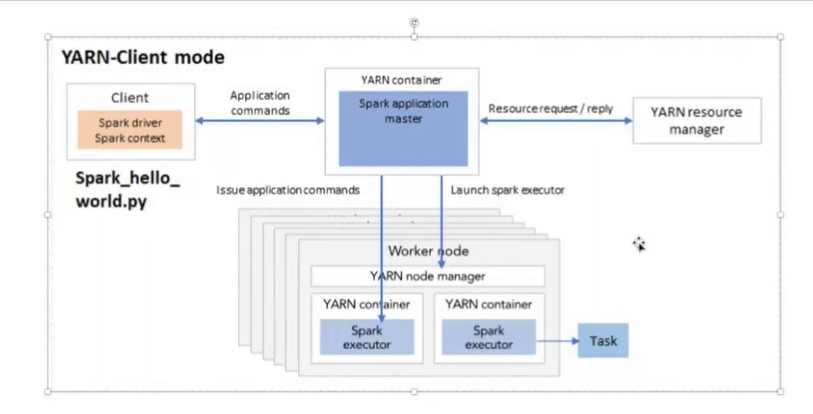 YARN-Client mode
Client
Spark driver
Spark context
Spark_hello_
world.py
Application
commands
YARN container
Spark application
master
Resource request / reply
YARN resource
manager
Issue application commands
Launch spark executor
Worker node
YARN node manager
YARN container
Spark
executor
YARN container
Spark
executor
Task